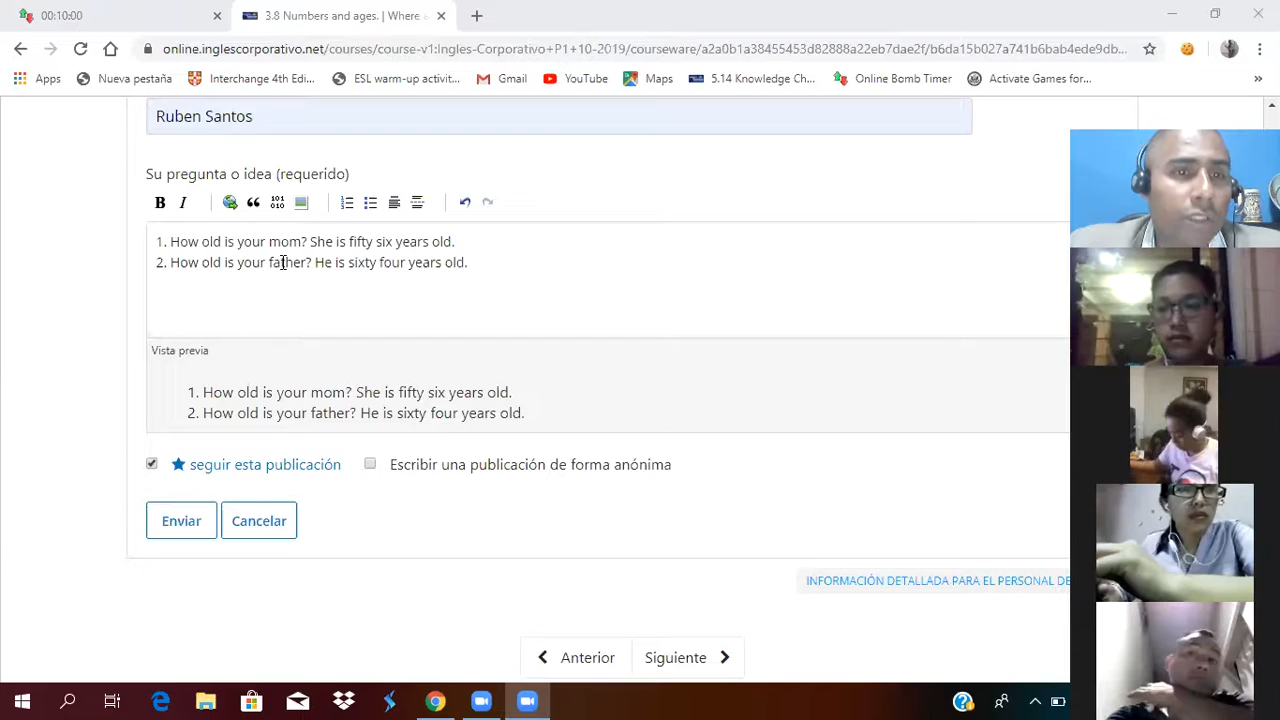 00:10:00
3.8 Numbers and ages. | Where a
online.inglescorporativo.net/courses/course-v1:Ingles-Corporativo+P1+10-2019/courseware/a2a0b1a38455453d82888a22eb7dae2f/b6da15b027a741b6bab4ede9db...
Apps Nueva pestaña Interchange 4th Edi... ESL warm-up activit... Gmail YouTube Maps 5.14 Knowledge Ch... Online Bomb Timer Activate Games for... »
Ruben Santos
Su pregunta o idea (requerido)
B I 101 010
1. How old is your mom? She is fifty six years old.
2. How old is your father? He is sixty four years old.
Vista previa
1. How old is your mom? She is fifty six years old.
2. How old is your father? He is sixty four years old.
seguir esta publicación Escribir una publicación de forma anónima
Enviar Cancelar
INFORMACIÓN DETALLADA PARA EL PERSONAL DE
Anterior Siguiente